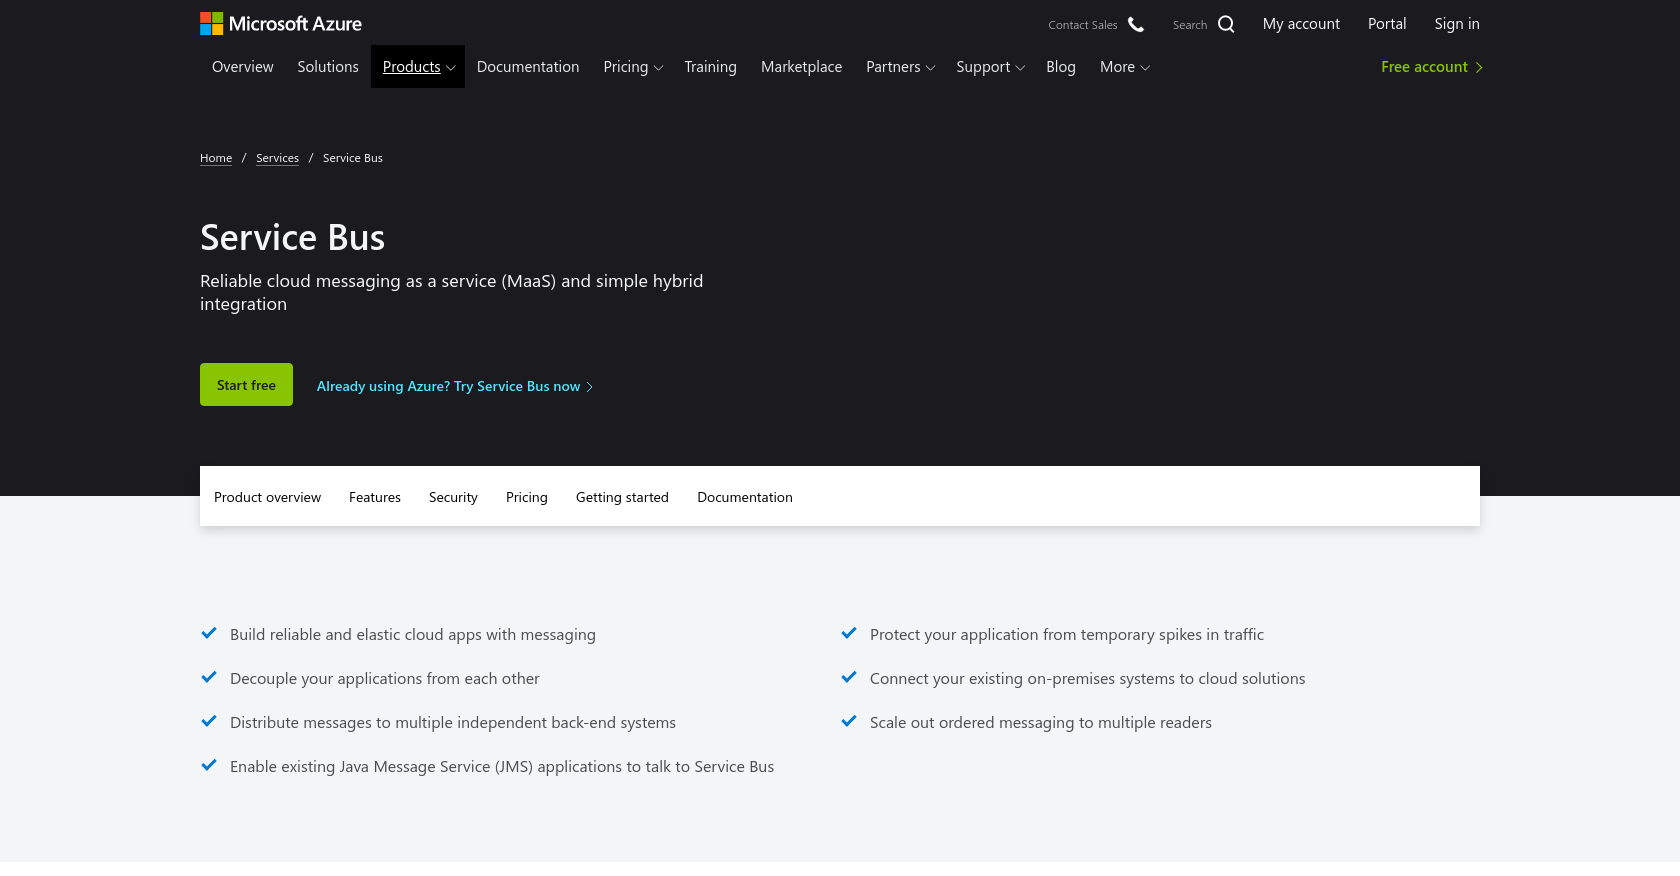 Microsoft Azure
Contact Sales
Search
My account
Portal
Sign in
Overview
Solutions
Products
Documentation
Pricing
Training
Marketplace
Partners
Support
Blog
More
Free account
Home / Services / Service Bus
Service Bus
Reliable cloud messaging as a service (MaaS) and simple hybrid
integration
Start free
Already using Azure? Try Service Bus now
Product overview
Features
Security
Pricing
Getting started
Documentation
Build reliable and elastic cloud apps with messaging
Decouple your applications from each other
Distribute messages to multiple independent back-end systems
Enable existing Java Message Service (JMS) applications to talk to Service Bus
Protect your application from temporary spikes in traffic
Connect your existing on-premises systems to cloud solutions
Scale out ordered messaging to multiple readers